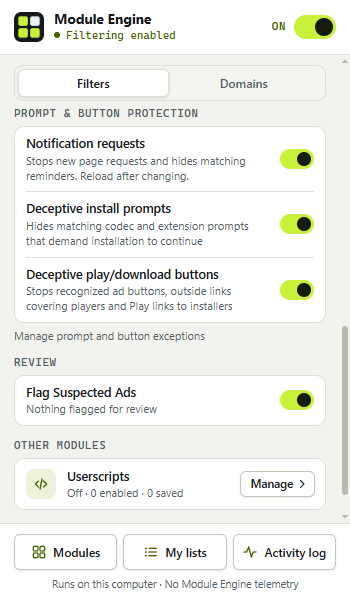 Module Engine
Filtering enabled
ON
Filters
Domains
PROMPT & BUTTON PROTECTION
Notification requests
Stops new page requests and hides matching
reminders. Reload after changing.
Deceptive install prompts
Hides matching codec and extension prompts
that demand installation to continue
Deceptive play/download buttons
Stops recognized ad buttons, outside links
covering players and Play links to installers
Manage prompt and button exceptions
REVIEW
Flag Suspected Ads
Nothing flagged for review
OTHER MODULES
Userscripts
Off · 0 enabled · 0 saved
Manage
Modules
My lists
Activity log
Runs on this computer · No Module Engine telemetry